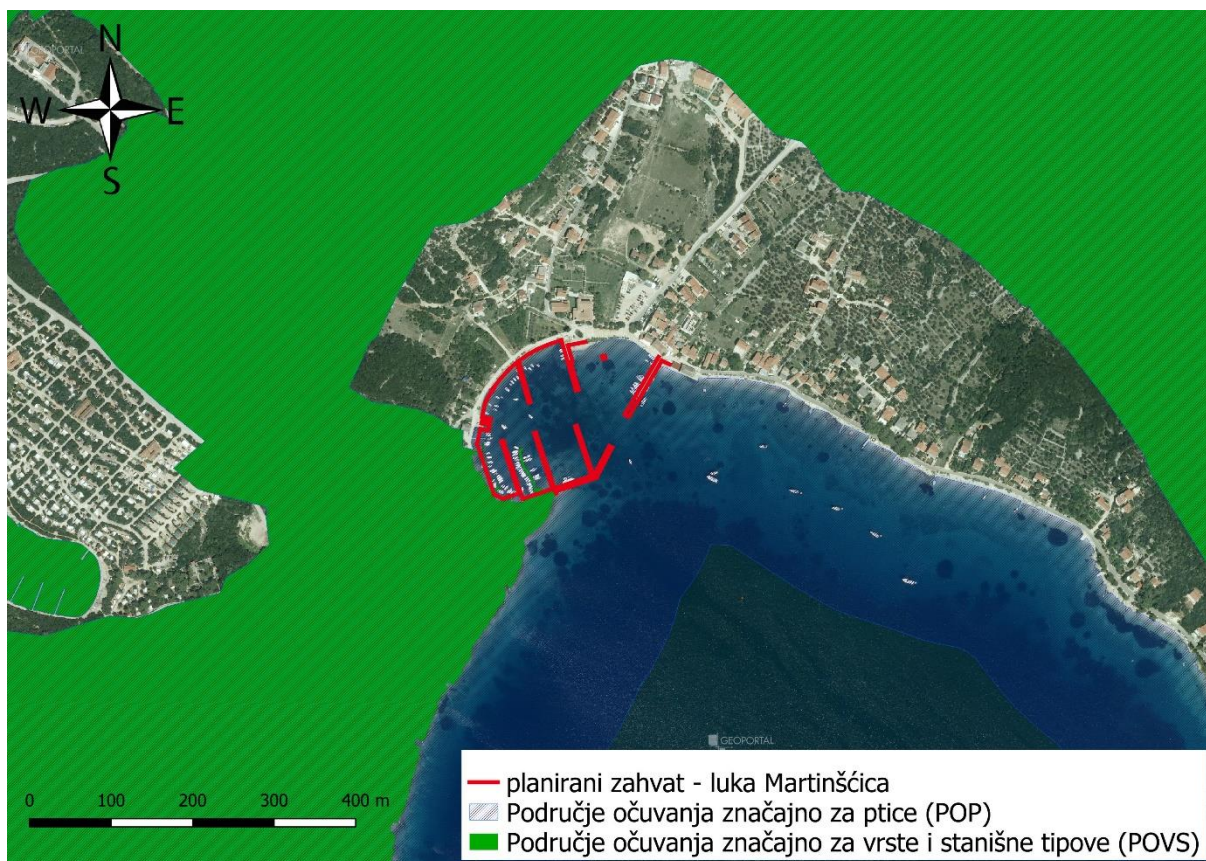 GEOPORTAL
N
W E
S
GEOPORTAL
0 100 200 300 400 m
planirani zahvat - luka Martinšćica
Područje očuvanja značajno za ptice (POP)
Područje očuvanja značajno za vrste i stanišne tipove (POVS)